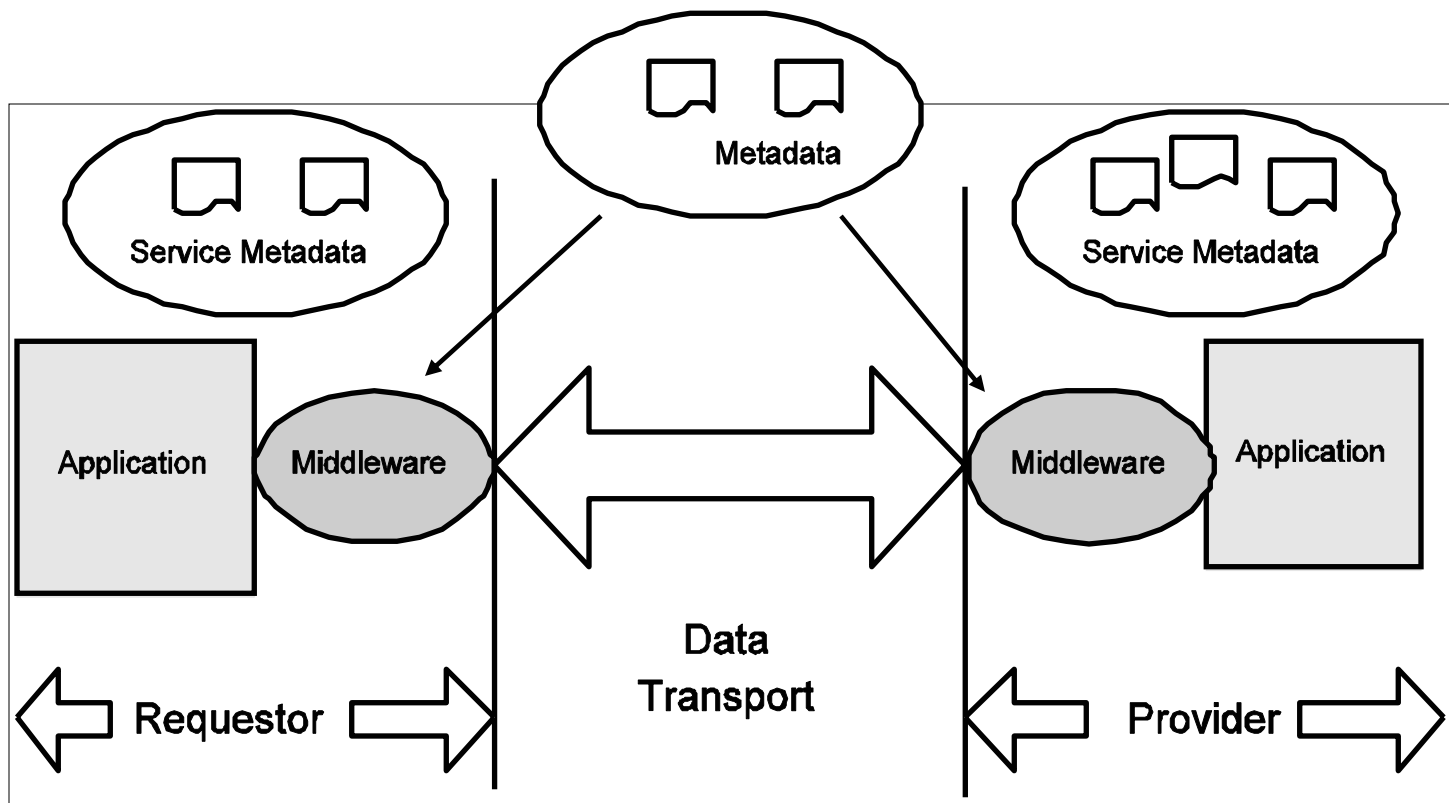 Metadata
Service Metadata
Service Metadata
Application
Middleware
Middleware
Application
Data
Transport
Requestor
Provider